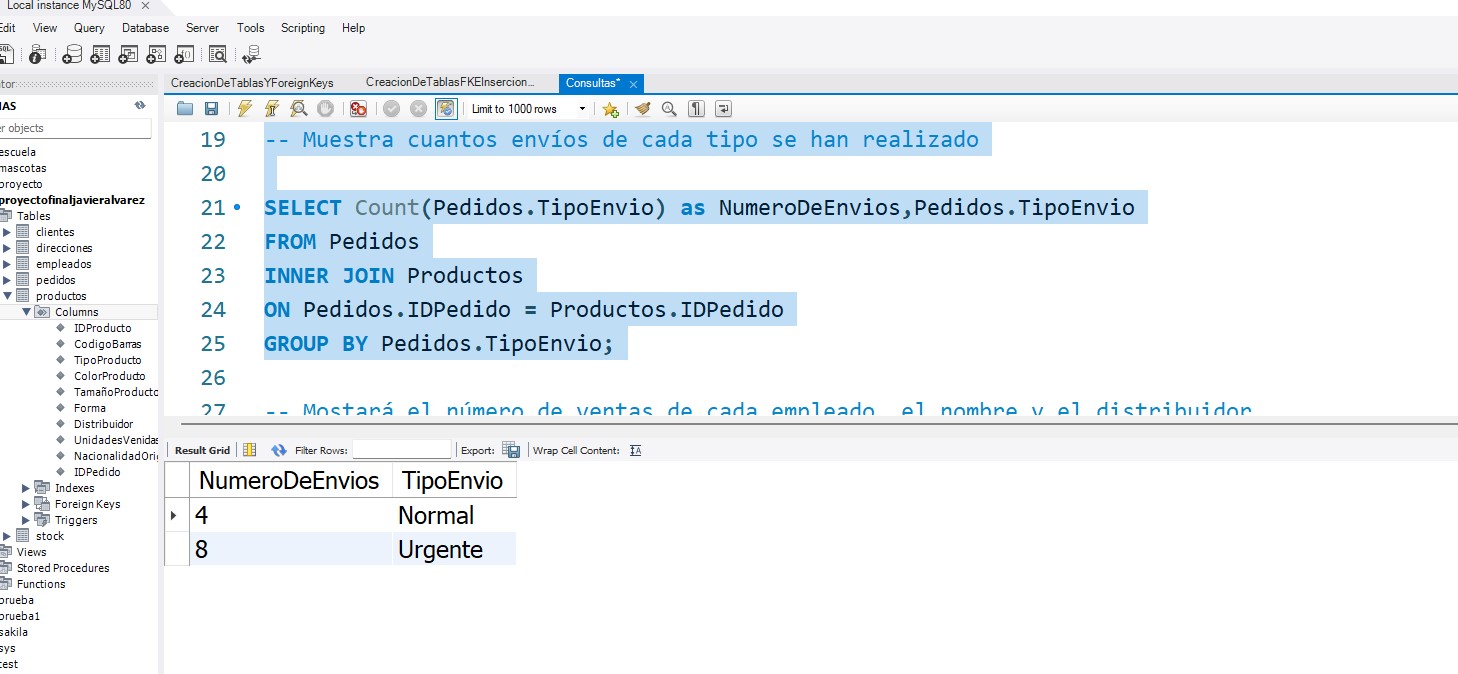 Local instance MySQL80
Edit View Query Database Server Tools Scripting Help
CreacionDeTablasYForeignKeys CreacionDeTablasFKEInsercion... Consultas*
Limit to 1000 rows
escuela
mascotas
proyecto
proyectofinaljavieralvarez
Tables
clientes
direcciones
empleados
pedidos
productos
Columns
IDProducto
CodigoBarras
TipoProducto
ColorProducto
TamañoProducto
Forma
Distribuidor
UnidadesVenidas
IDPedido
Indexes
Foreign Keys
Triggers
stock
Views
Stored Procedures
Functions
prueba
prueba1
sakila
sys
test
19 -- Muestra cuantos envíos de cada tipo se han realizado
20
21 SELECT Count(Pedidos.TipoEnvio) as NumeroDeEnvios,Pedidos.TipoEnvio
22 FROM Pedidos
23 INNER JOIN Productos
24 ON Pedidos.IDPedido = Productos.IDPedido
25 GROUP BY Pedidos.TipoEnvio;
26
27 -- Mostará el número de ventas de cada empleado, el nombre y el distribuidor
Result Grid Filter Rows: Export: Wrap Cell Content:
NumeroDeEnvios TipoEnvio
4 Normal
8 Urgente